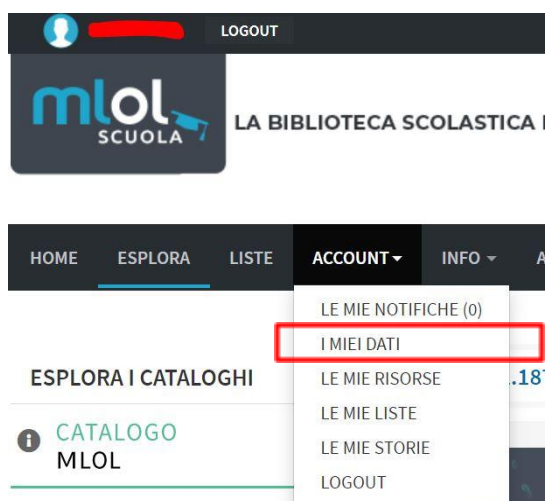 LOGOUT
mlol
SCUOLA
LA BIBLIOTECA SCOLASTICA
HOME ESPLORA LISTE ACCOUNT INFO
LE MIE NOTIFICHE (0)
I MIEI DATI
ESPLORA I CATALOGHI
LE MIE RISORSE
.187
LE MIE LISTE
CATALOGO
MLOL
LE MIE STORIE
LOGOUT